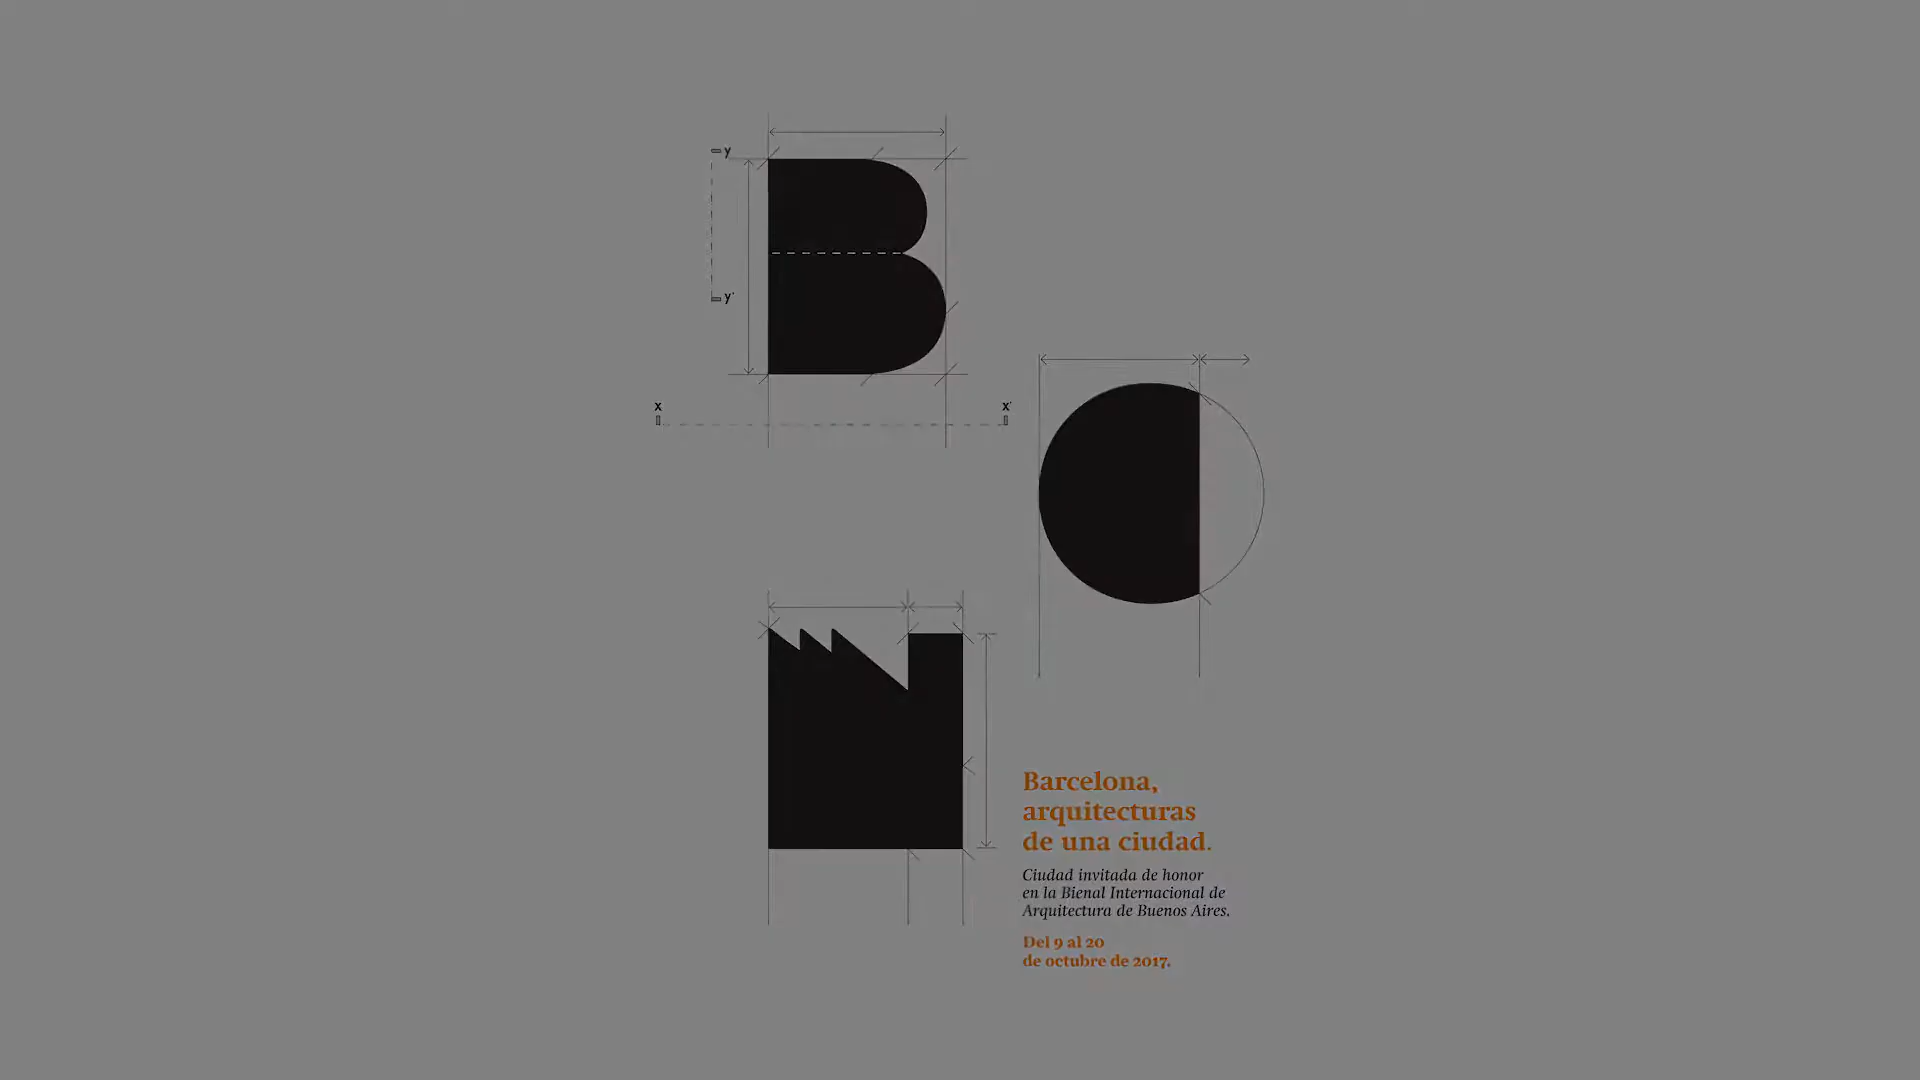 y
B
y'
x
x'
Barcelona,
arquitecturas
de una ciudad.
Ciudad invitada de honor
en la Bienal Internacional de
Arquitectura de Buenos Aires.
Del 9 al 20
de octubre de 2017.